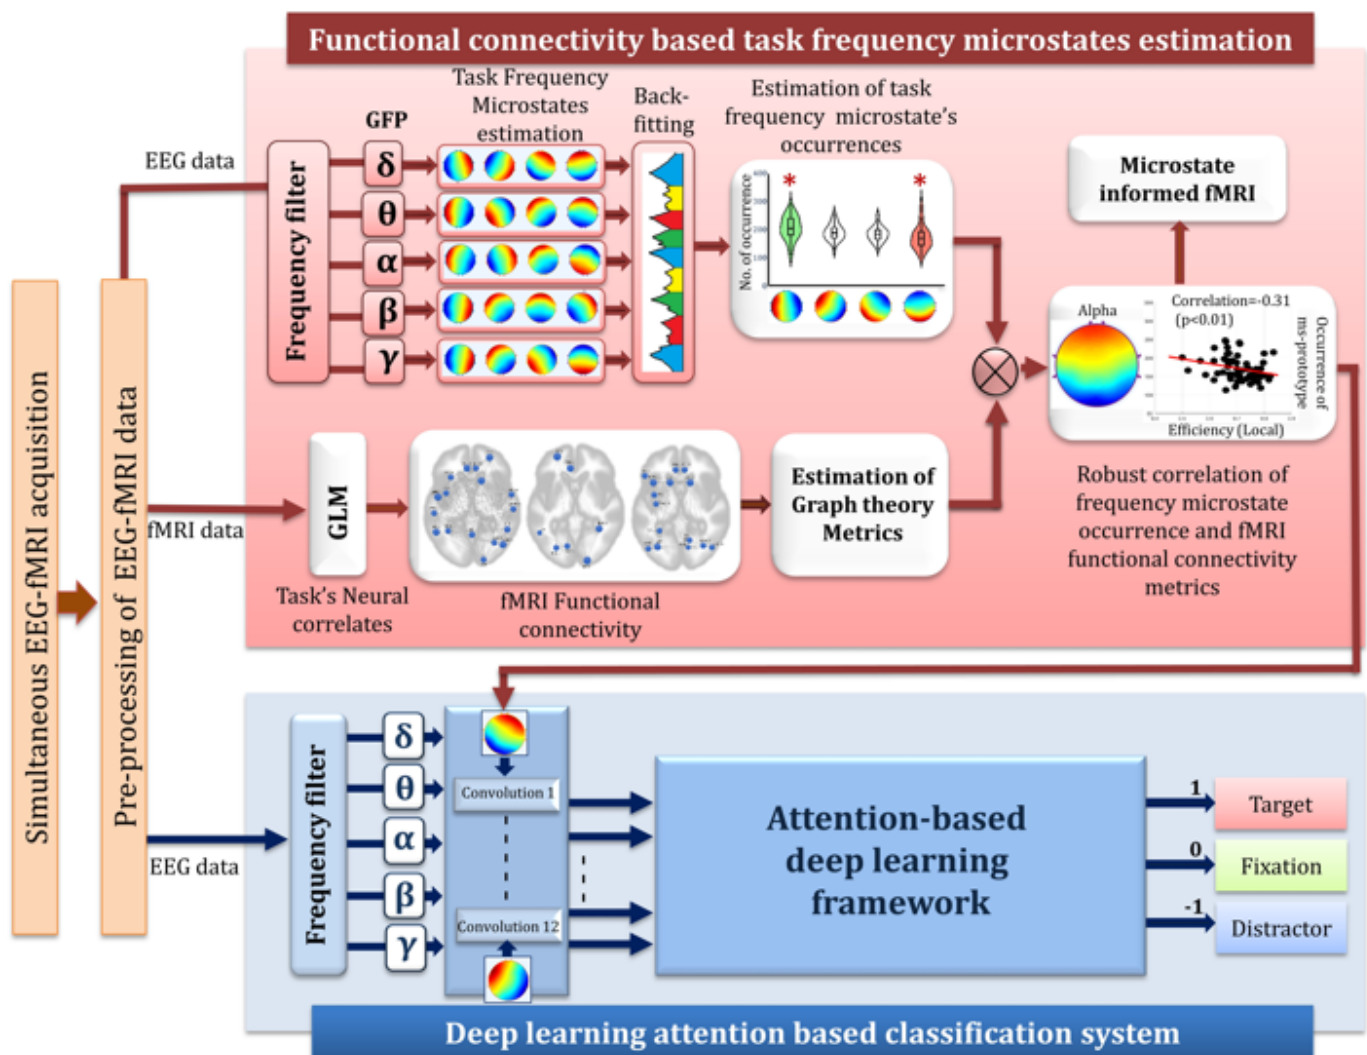 Functional connectivity based task frequency microstates estimation
Simultaneous EEG-fMRI acquisition
Pre-processing of EEG-fMRI data
EEG data
Frequency filter
GFP
δ
θ
α
β
γ
Task Frequency
Microstates
estimation
Back-
fitting
Estimation of task
frequency microstate's
occurrences
No. of occurrence
400
300
200
100
0
*
*
Microstate
informed fMRI
Alpha
Correlation=-0.31
(p<0.01)
Occurrence of
ms-prototype
Efficiency (Local)
Robust correlation of
frequency microstate
occurrence and fMRI
functional connectivity
metrics
fMRI data
GLM
Task's Neural
correlates
fMRI Functional
connectivity
Estimation of
Graph theory
Metrics
EEG data
Frequency filter
δ
θ
α
β
γ
Convolution 1
Convolution 12
Attention-based
deep learning
framework
1
Target
0
Fixation
-1
Distractor
Deep learning attention based classification system